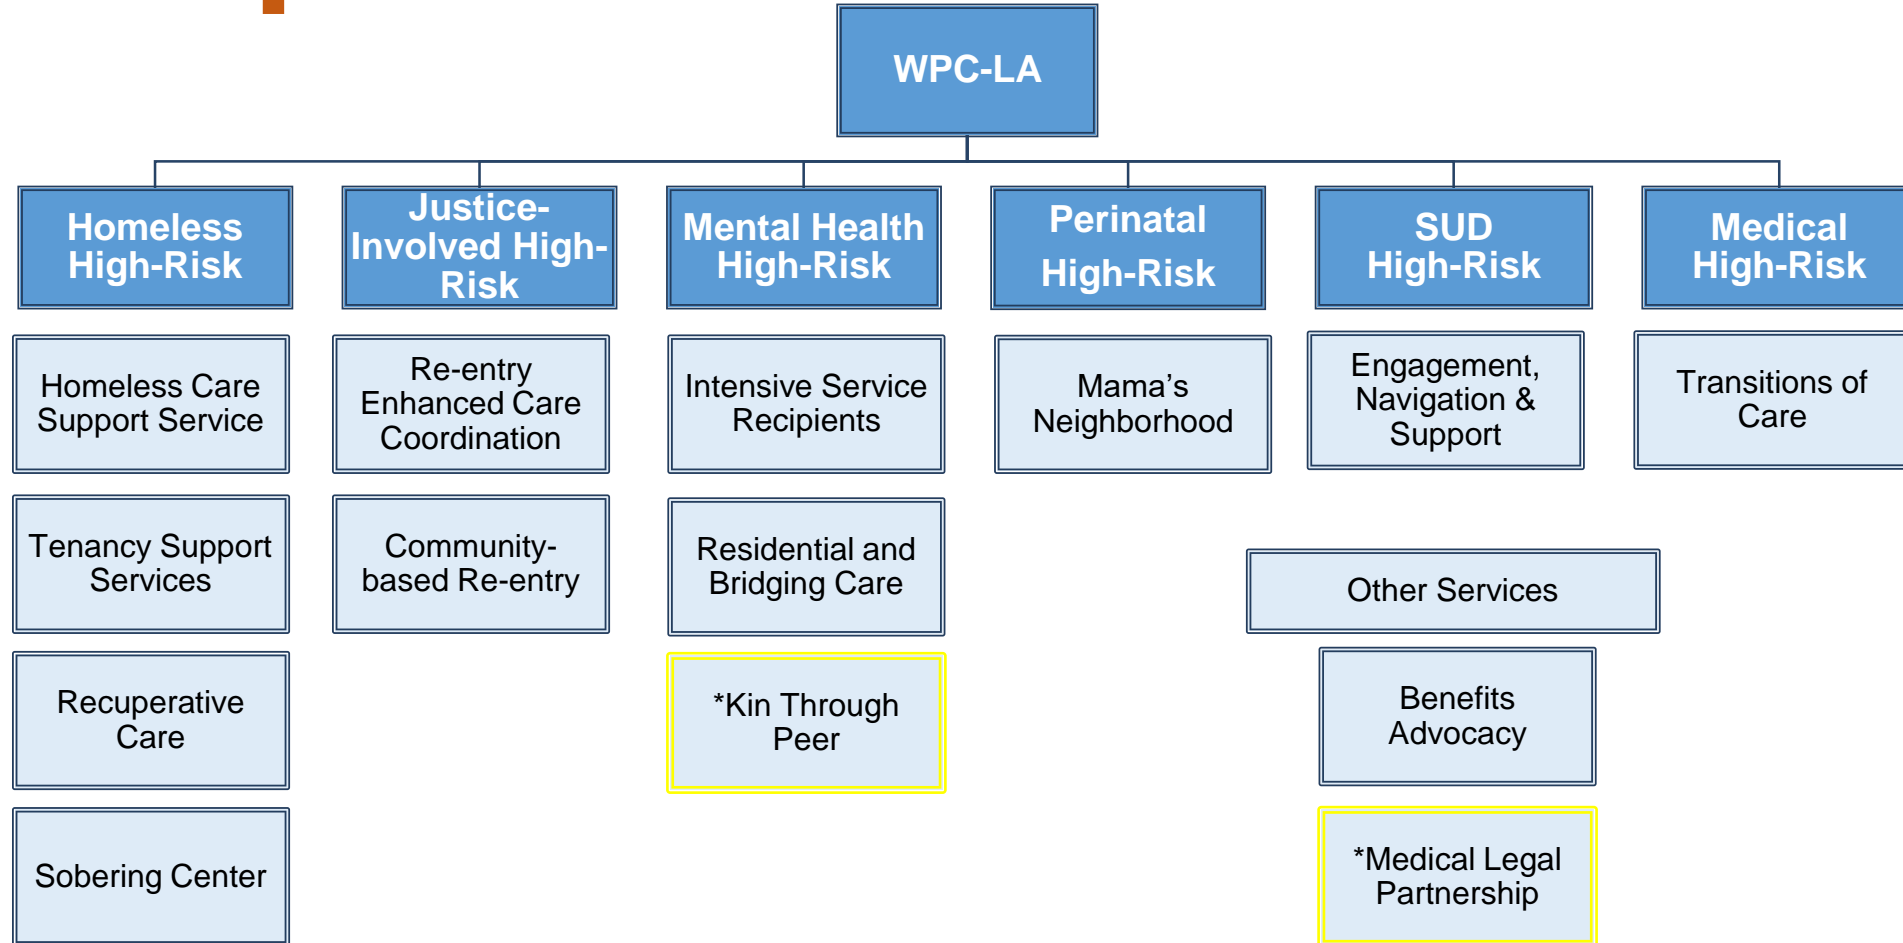 WPC-LA
Homeless
High-Risk
Justice-
Involved High-
Risk
Mental Health
High-Risk
Perinatal
High-Risk
SUD
High-Risk
Medical
High-Risk
Homeless Care
Support Service
Re-entry
Enhanced Care
Coordination
Intensive Service
Recipients
Mama’s
Neighborhood
Engagement,
Navigation &
Support
Transitions of
Care
Tenancy Support
Services
Community-
based Re-entry
Residential and
Bridging Care
Other Services
Recuperative
Care
*Kin Through
Peer
Benefits
Advocacy
Sobering Center
*Medical Legal
Partnership